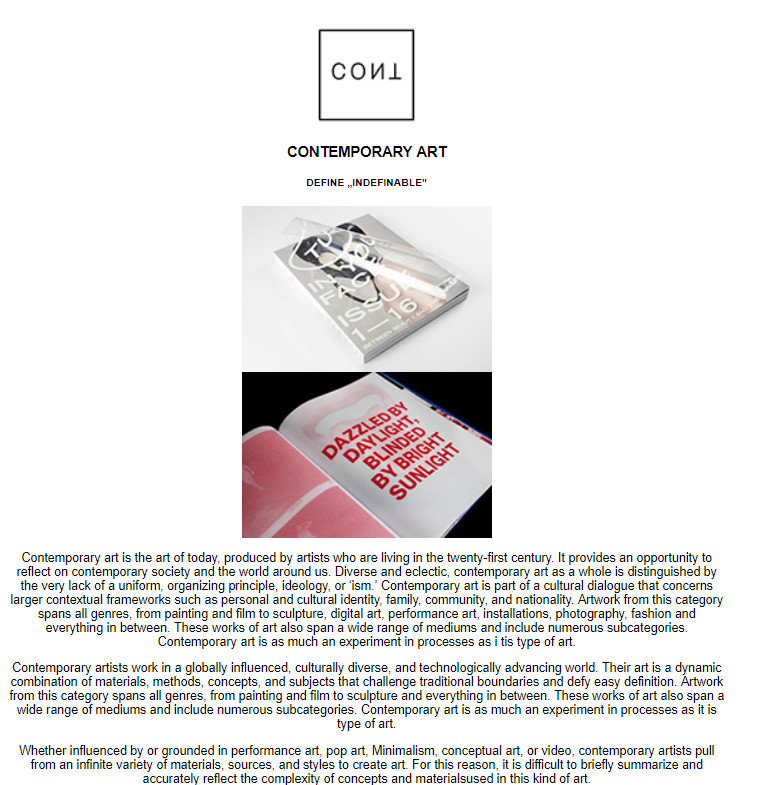 COИT
CONTEMPORARY ART
DEFINE „INDEFINABLE"
IN YOUR
FACE
ISSUE
1—16
DAZZLED BY
DAYLIGHT,
BLINDED
BY BRIGHT
SUNLIGHT
Contemporary art is the art of today, produced by artists who are living in the twenty-first century. It provides an opportunity to
reflect on contemporary society and the world around us. Diverse and eclectic, contemporary art as a whole is distinguished by
the very lack of a uniform, organizing principle, ideology, or 'ism.' Contemporary art is part of a cultural dialogue that concerns
larger contextual frameworks such as personal and cultural identity, family, community, and nationality. Artwork from this category
spans all genres, from painting and film to sculpture, digital art, performance art, installations, photography, fashion and
everything in between. These works of art also span a wide range of mediums and include numerous subcategories.
Contemporary art is as much an experiment in processes as i tis type of art.
Contemporary artists work in a globally influenced, culturally diverse, and technologically advancing world. Their art is a dynamic
combination of materials, methods, concepts, and subjects that challenge traditional boundaries and defy easy definition. Artwork
from this category spans all genres, from painting and film to sculpture and everything in between. These works of art also span a
wide range of mediums and include numerous subcategories. Contemporary art is as much an experiment in processes as it is
type of art.
Whether influenced by or grounded in performance art, pop art, Minimalism, conceptual art, or video, contemporary artists pull
from an infinite variety of materials, sources, and styles to create art. For this reason, it is difficult to briefly summarize and
accurately reflect the complexity of concepts and materialsused in this kind of art.